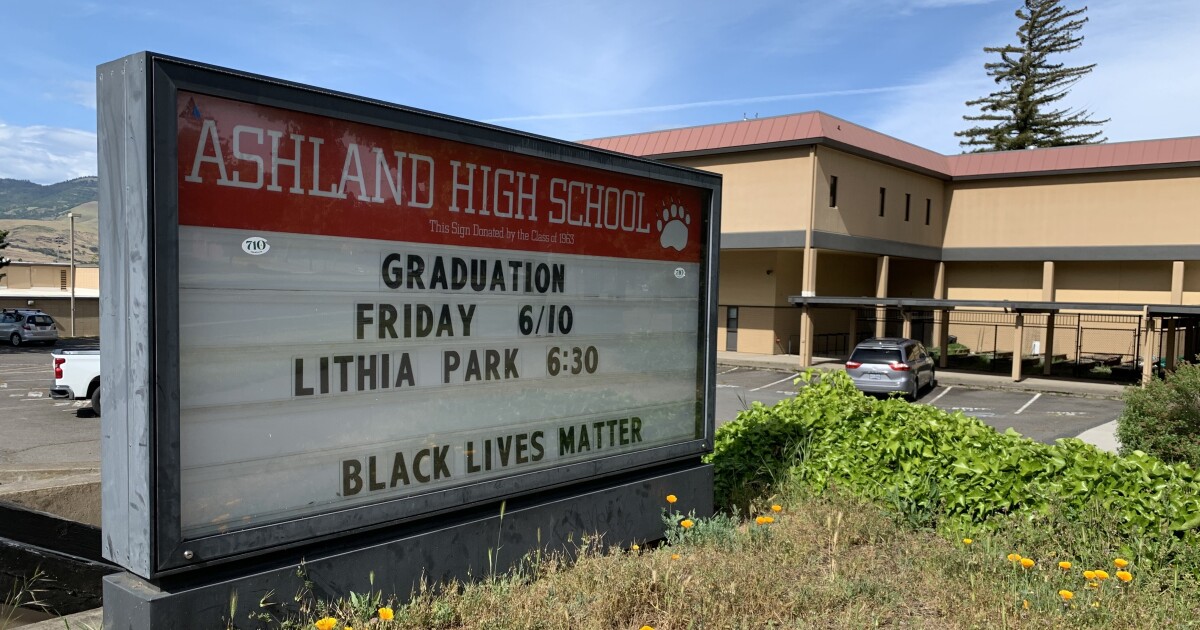 ASHLAND HIGH SCHOOL
This Sign Donated by the Class of 1963
710
710
GRADUATION
FRIDAY 6/10
LITHIA PARK 6:30
BLACK LIVES MATTER